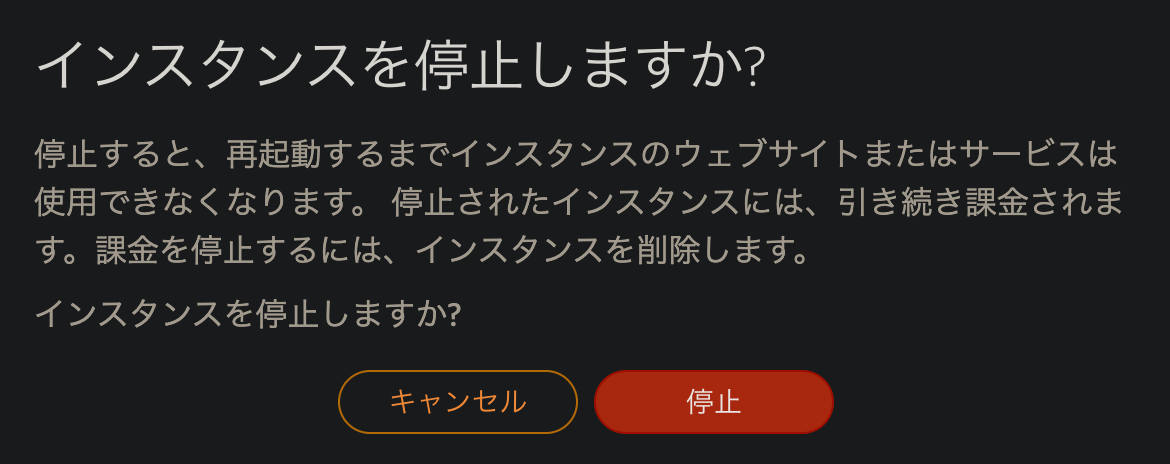 インスタンスを停止しますか?
停止すると、再起動するまでインスタンスのウェブサイトまたはサービスは
使用できなくなります。 停止されたインスタンスには、引き続き課金されま
す。課金を停止するには、インスタンスを削除します。
インスタンスを停止しますか?
キャンセル
停止